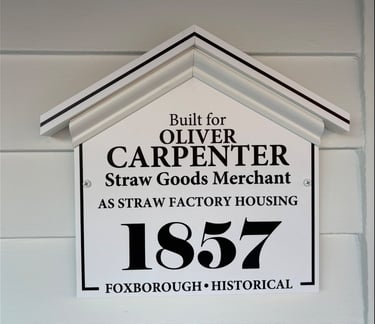 Built for
OLIVER
CARPENTER
Straw Goods Merchant
AS STRAW FACTORY HOUSING
1857
FOXBOROUGH • HISTORICAL